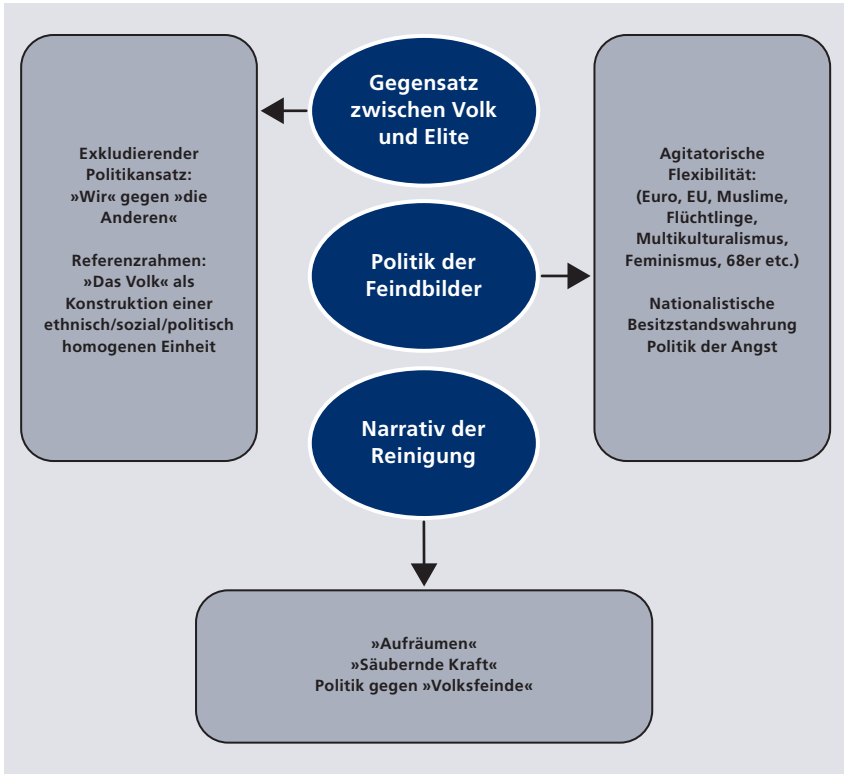 Gegensatz
zwischen Volk
und Elite
Exkludierender
Politikansatz:
»Wir« gegen »die
Anderen«
Referenzrahmen:
»Das Volk« als
Konstruktion einer
ethnisch/sozial/politisch
homogenen Einheit
Politik der
Feindbilder
Agitatorische
Flexibilität:
(Euro, EU, Muslime,
Flüchtlinge,
Multikulturalismus,
Feminismus, 68er etc.)
Nationalistische
Besitzstandswahrung
Politik der Angst
Narrativ der
Reinigung
»Aufräumen«
»Säubernde Kraft«
Politik gegen »Volksfeinde«